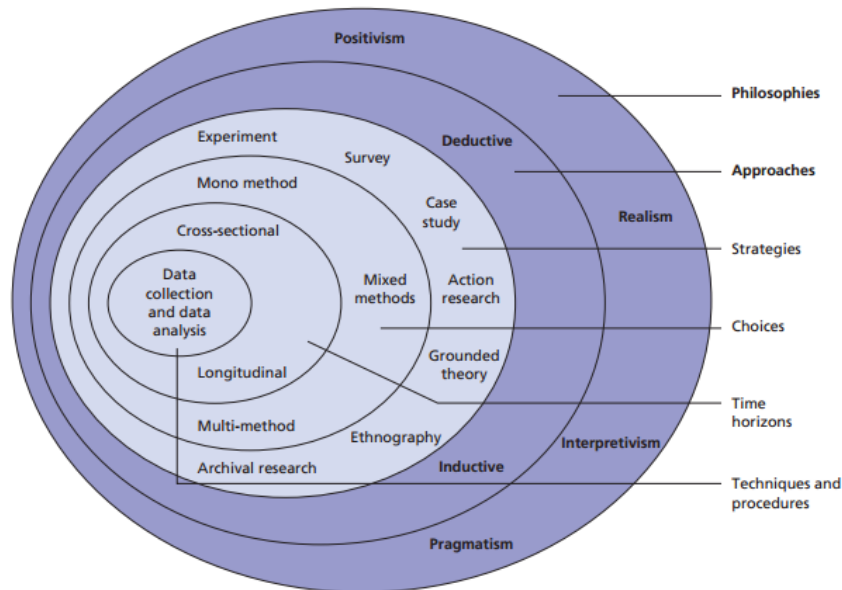 Positivism
Philosophies
Experiment
Deductive
Survey
Approaches
Mono method
Case
study
Realism
Cross-sectional
Strategies
Data
collection
and data
analysis
Mixed
methods
Action
research
Choices
Grounded
theory
Longitudinal
Time
horizons
Multi-method
Ethnography
Interpretivism
Archival research
Inductive
Techniques and
procedures
Pragmatism